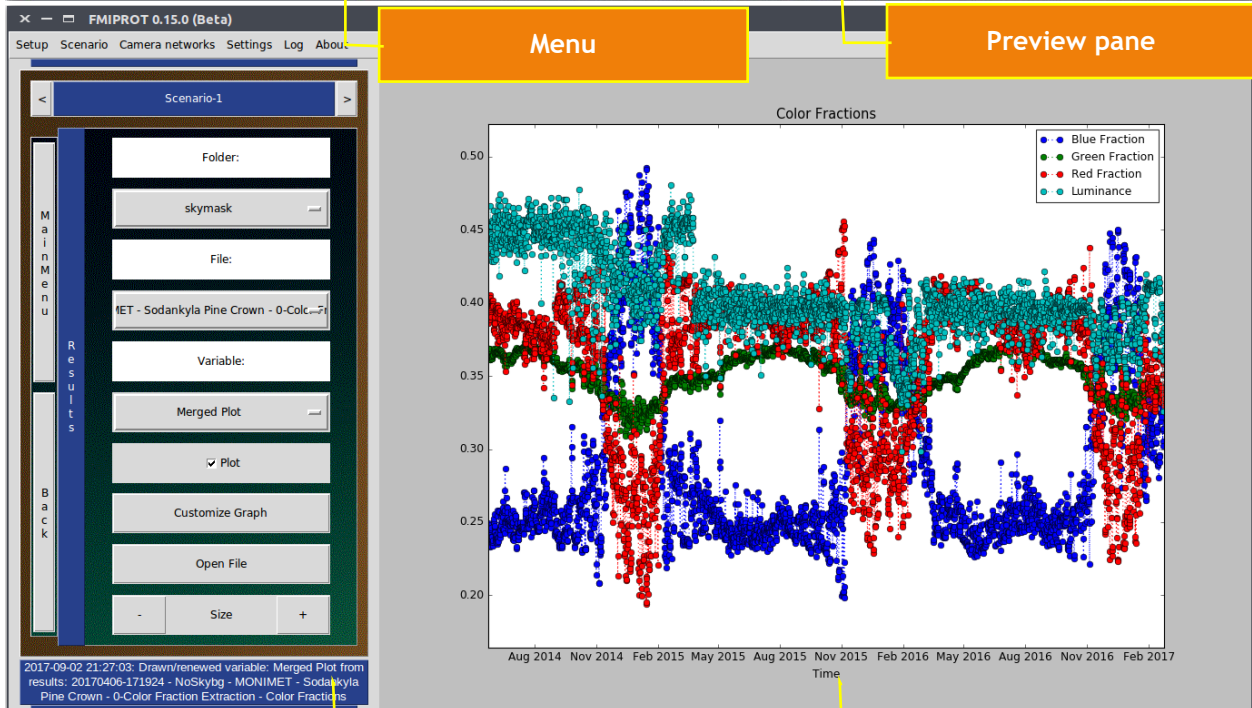 FMIPROT 0.15.0 (Beta)
Setup Scenario Camera networks Settings Log About
Menu
Preview pane
< Scenario-1 >
Main Menu
Back
Results
Folder:
skymask
File:
MET - Sodankyla Pine Crown - 0-Colc
Variable:
Merged Plot
Plot
Customize Graph
Open File
- Size +
2017-09-02 21:27:03: Drawn/renewed variable: Merged Plot from
results: 20170406-171924 - NoSkybg - MONIMET - Sodankyla
Pine Crown - 0-Color Fraction Extraction - Color Fractions
Color Fractions
Blue Fraction
Green Fraction
Red Fraction
Luminance
0.50
0.45
0.40
0.35
0.30
0.25
0.20
Aug 2014 Nov 2014 Feb 2015 May 2015 Aug 2015 Nov 2015 Feb 2016 May 2016 Aug 2016 Nov 2016 Feb 2017
Time